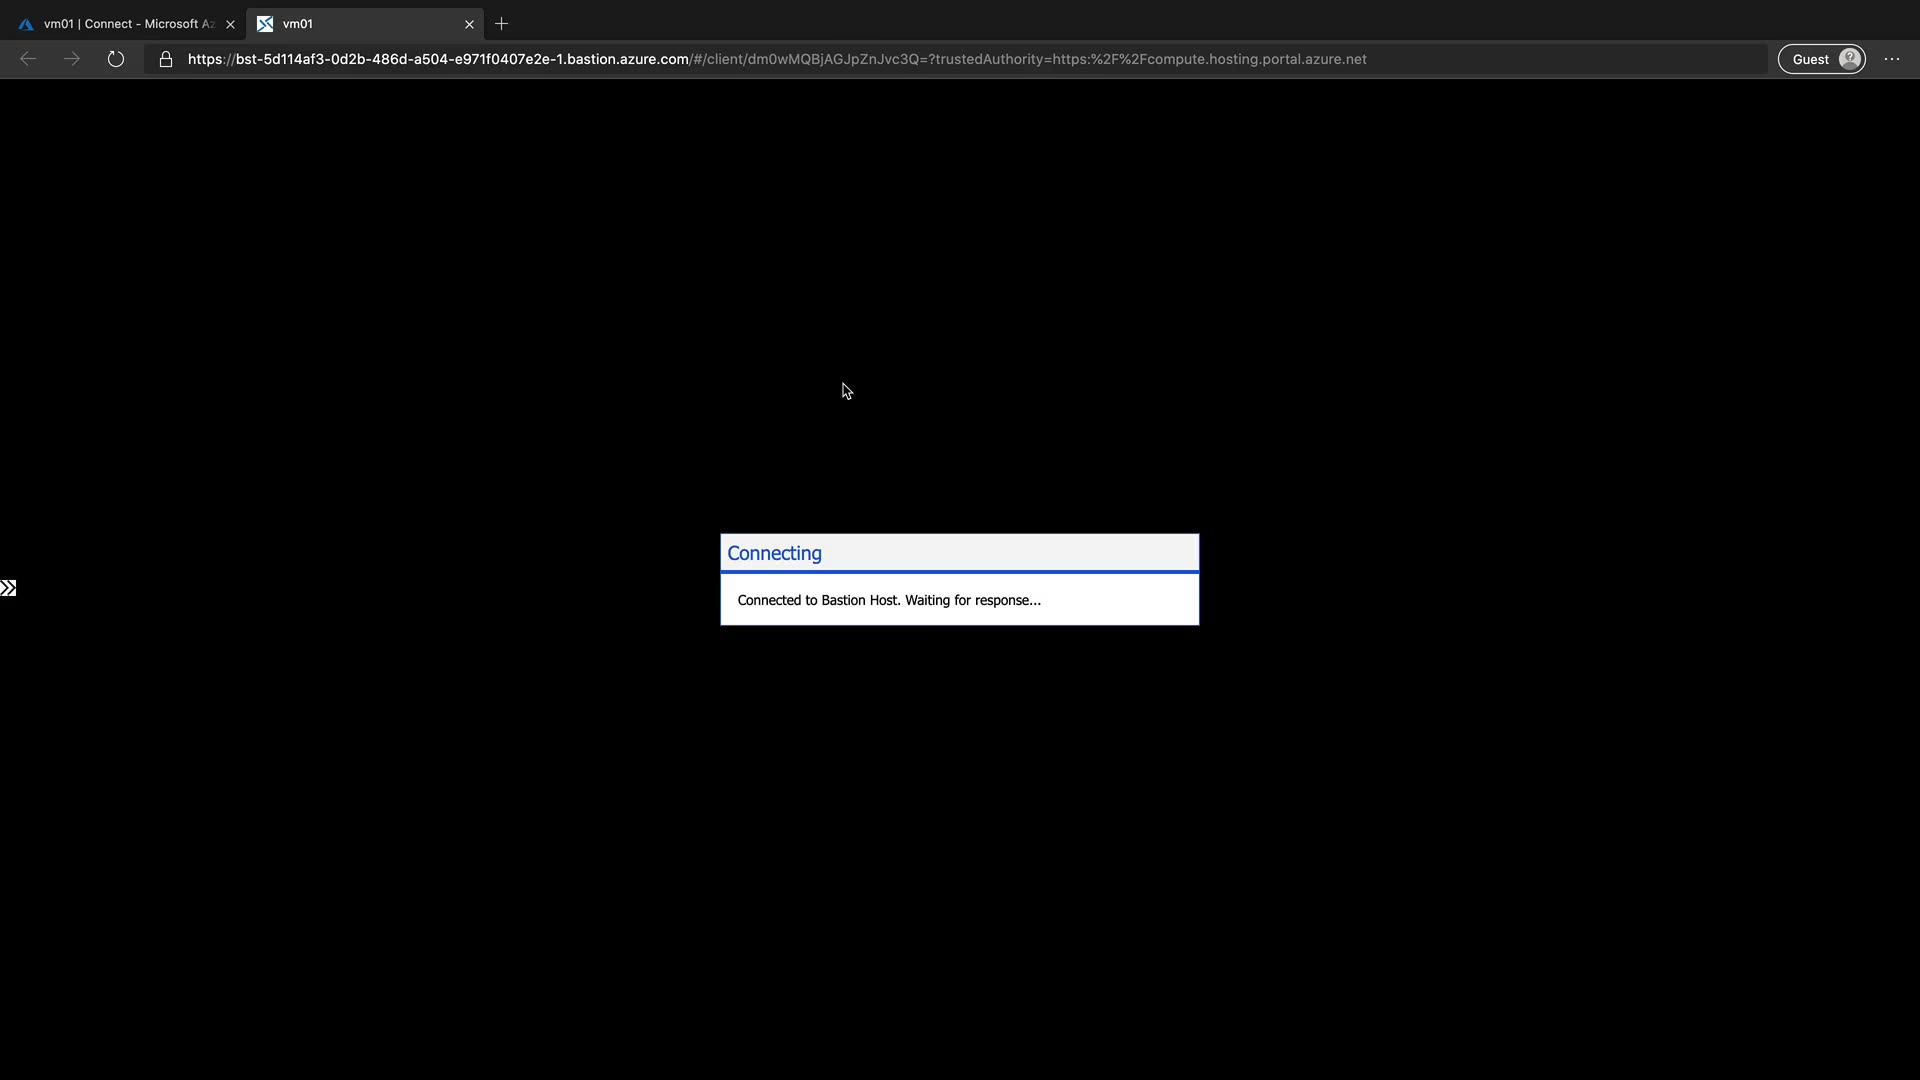 vm01 | Connect - Microsoft Az
vm01
https://bst-5d114af3-0d2b-486d-a504-e971f0407e2e-1.bastion.azure.com/#/client/dm0wMQBjAGJpZnJvc3Q=?trustedAuthority=https:%2F%2Fcompute.hosting.portal.azure.net
Guest
Connecting
Connected to Bastion Host. Waiting for response...